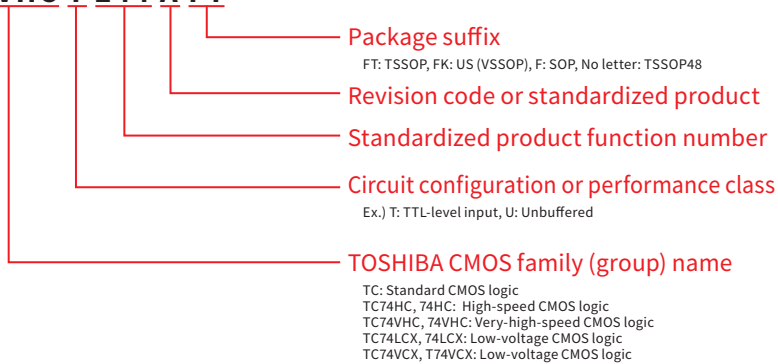 Package suffix
FT: TSSOP, FK: US (VSSOP), F: SOP, No letter: TSSOP48
Revision code or standardized product
Standardized product function number
Circuit configuration or performance class
Ex.) T: TTL-level input, U: Unbuffered
TOSHIBA CMOS family (group) name
TC: Standard CMOS logic
TC74HC, 74HC: High-speed CMOS logic
TC74VHC, 74VHC: Very-high-speed CMOS logic
TC74LCX, 74LCX: Low-voltage CMOS logic
TC74VCX, T74VCX: Low-voltage CMOS logic